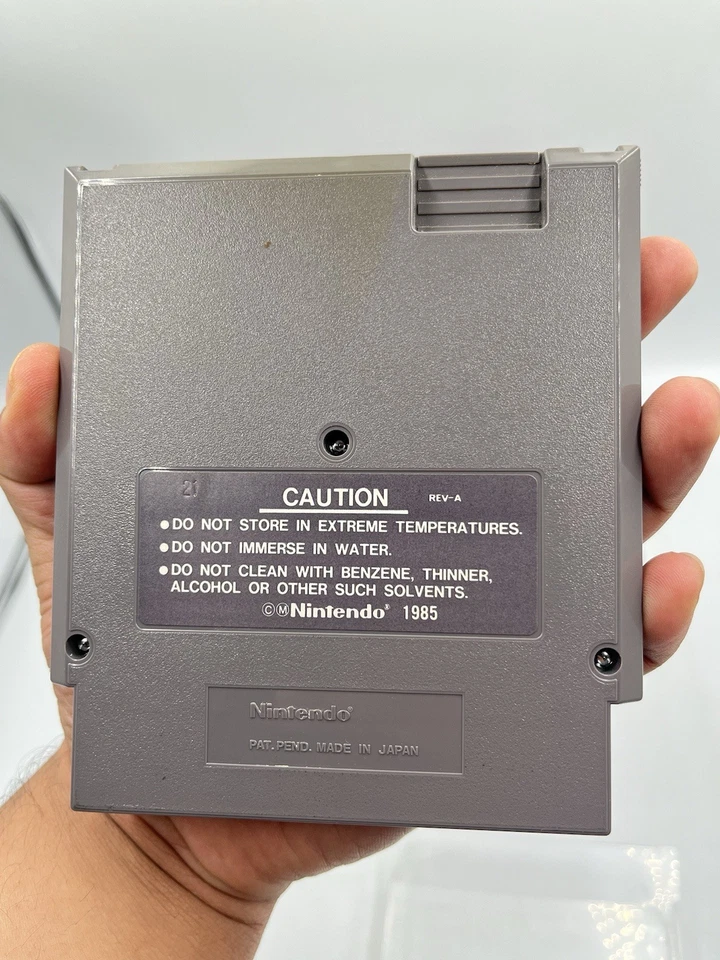 21
CAUTION REV-A
●DO NOT STORE IN EXTREME TEMPERATURES.
●DO NOT IMMERSE IN WATER.
●DO NOT CLEAN WITH BENZENE, THINNER,
ALCOHOL OR OTHER SUCH SOLVENTS.
©Ⓜ Nintendo® 1985
Nintendo®
PAT. PEND. MADE IN JAPAN